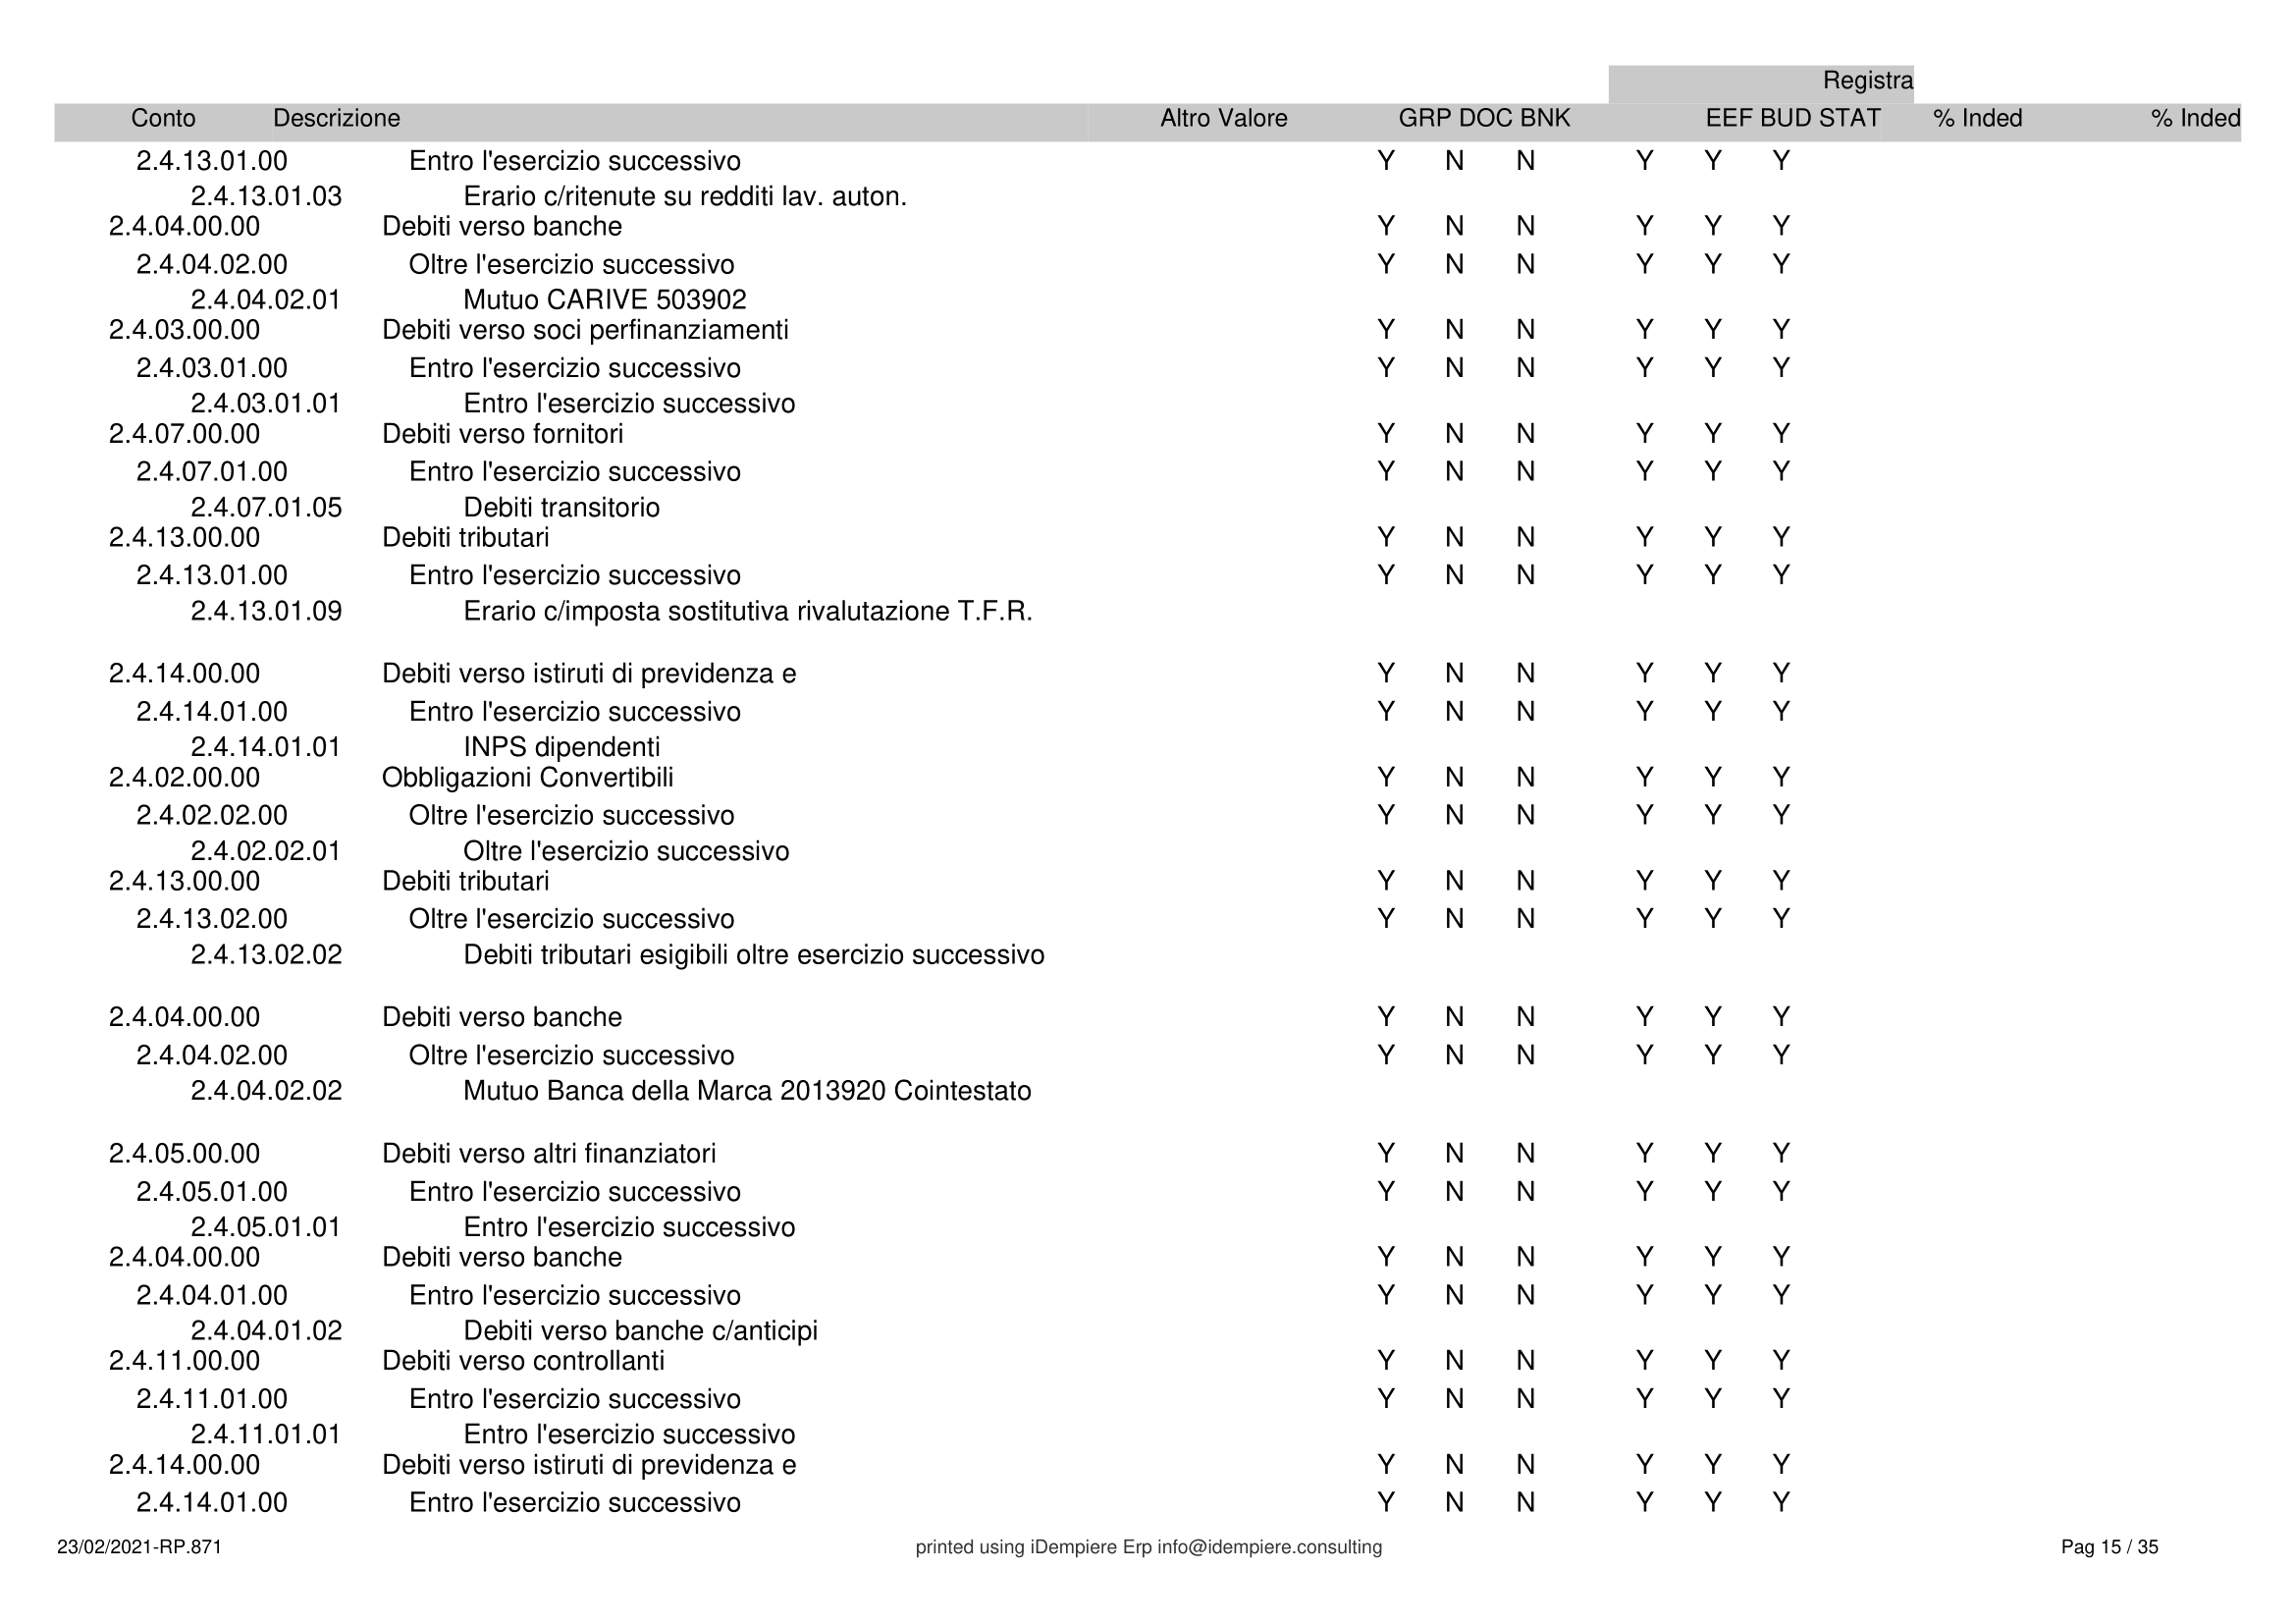 Registra
Conto Descrizione Altro Valore GRP DOC BNK EEF BUD STAT % Inded % Inded
2.4.13.01.00 Entro l'esercizio successivo Y N N Y Y Y
2.4.13.01.03 Erario c/ritenute su redditi lav. auton.
2.4.04.00.00 Debiti verso banche Y N N Y Y Y
2.4.04.02.00 Oltre l'esercizio successivo Y N N Y Y Y
2.4.04.02.01 Mutuo CARIVE 503902
2.4.03.00.00 Debiti verso soci perfinanziamenti Y N N Y Y Y
2.4.03.01.00 Entro l'esercizio successivo Y N N Y Y Y
2.4.03.01.01 Entro l'esercizio successivo
2.4.07.00.00 Debiti verso fornitori Y N N Y Y Y
2.4.07.01.00 Entro l'esercizio successivo Y N N Y Y Y
2.4.07.01.05 Debiti transitorio
2.4.13.00.00 Debiti tributari Y N N Y Y Y
2.4.13.01.00 Entro l'esercizio successivo Y N N Y Y Y
2.4.13.01.09 Erario c/imposta sostitutiva rivalutazione T.F.R.
2.4.14.00.00 Debiti verso istiruti di previdenza e Y N N Y Y Y
2.4.14.01.00 Entro l'esercizio successivo Y N N Y Y Y
2.4.14.01.01 INPS dipendenti
2.4.02.00.00 Obbligazioni Convertibili Y N N Y Y Y
2.4.02.02.00 Oltre l'esercizio successivo Y N N Y Y Y
2.4.02.02.01 Oltre l'esercizio successivo
2.4.13.00.00 Debiti tributari Y N N Y Y Y
2.4.13.02.00 Oltre l'esercizio successivo Y N N Y Y Y
2.4.13.02.02 Debiti tributari esigibili oltre esercizio successivo
2.4.04.00.00 Debiti verso banche Y N N Y Y Y
2.4.04.02.00 Oltre l'esercizio successivo Y N N Y Y Y
2.4.04.02.02 Mutuo Banca della Marca 2013920 Cointestato
2.4.05.00.00 Debiti verso altri finanziatori Y N N Y Y Y
2.4.05.01.00 Entro l'esercizio successivo Y N N Y Y Y
2.4.05.01.01 Entro l'esercizio successivo
2.4.04.00.00 Debiti verso banche Y N N Y Y Y
2.4.04.01.00 Entro l'esercizio successivo Y N N Y Y Y
2.4.04.01.02 Debiti verso banche c/anticipi
2.4.11.00.00 Debiti verso controllanti Y N N Y Y Y
2.4.11.01.00 Entro l'esercizio successivo Y N N Y Y Y
2.4.11.01.01 Entro l'esercizio successivo
2.4.14.00.00 Debiti verso istiruti di previdenza e Y N N Y Y Y
2.4.14.01.00 Entro l'esercizio successivo Y N N Y Y Y
23/02/2021-RP.871 printed using iDempiere Erp info@idempiere.consulting Pag 15 / 35